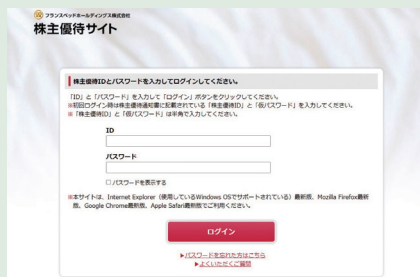 フランスベッドホールディングス株式会社
株主優待サイト
株主優待IDとパスワードを入力してログインしてください。
「ID」と「パスワード」を入力して「ログイン」ボタンをクリックしてください。
※初回ログイン時は株主優待通知書に記載されている「株主優待ID」と「仮パスワード」を入力してください。
※「株主優待ID」と「仮パスワード」は半角で入力してください。
ID
パスワード
パスワードを表示する
※本サイトは、Internet Explorer（使用しているWindows OSでサポートされている）最新版、Mozilla Firefox最新
版、Google Chrome最新版、Apple Safari最新版でご利用ください。
ログイン
▶パスワードを忘れた方はこちら
▶よくいただくご質問